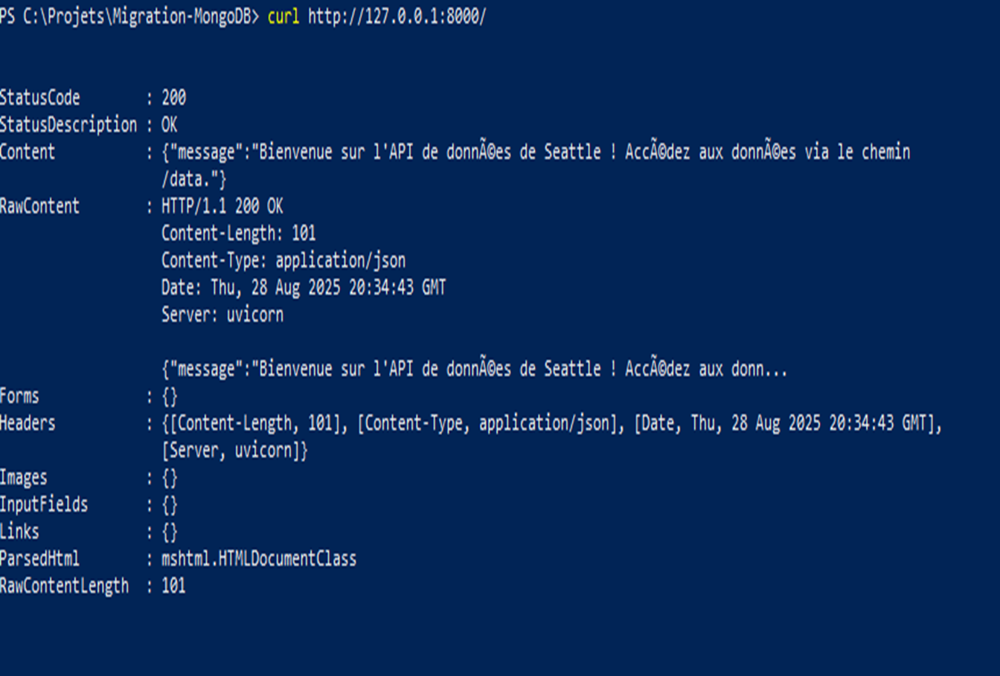 PS C:\Projets\Migration-MongoDB> curl http://127.0.0.1:8000/
StatusCode : 200
StatusDescription : OK
Content : {"message":"Bienvenue sur l'API de donnÃ©es de Seattle ! AccÃ©dez aux donnÃ©es via le chemin
/data."}
RawContent : HTTP/1.1 200 OK
Content-Length: 101
Content-Type: application/json
Date: Thu, 28 Aug 2025 20:34:43 GMT
Server: uvicorn
{"message":"Bienvenue sur l'API de donnÃ©es de Seattle ! AccÃ©dez aux donn...
Forms : {}
Headers : {[Content-Length, 101], [Content-Type, application/json], [Date, Thu, 28 Aug 2025 20:34:43 GMT],
[Server, uvicorn]}
Images : {}
InputFields : {}
Links : {}
ParsedHtml : mshtml.HTMLDocumentClass
RawContentLength : 101